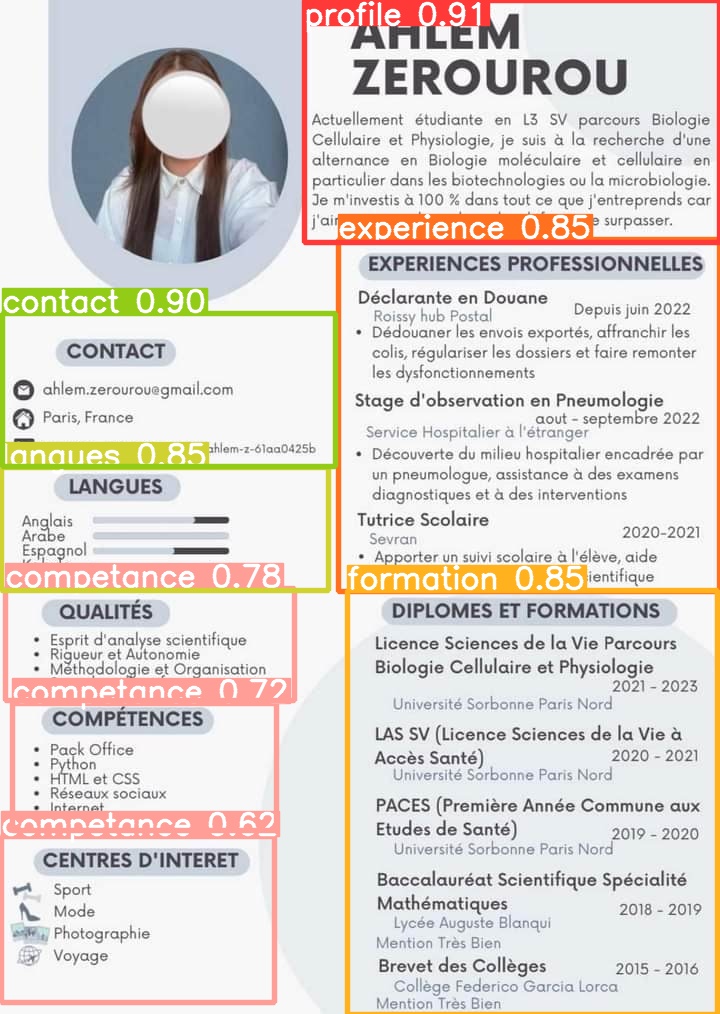 profile 0.91
AHLEM
ZEROUROU
Actuellement étudiante en L3 SV parcours Biologie
Cellulaire et Physiologie, je suis à la recherche d'une
alternance en Biologie moléculaire et cellulaire en
particulier dans les biotechnologies ou la microbiologie.
Je m'investis à 100 % dans tout ce que j'entreprends car
surpasser.
contact 0.90
CONTACT
ahlem.zerourou@gmail.com
Paris, France
ahlem-z-61aa0425b
langues 0.85
LANGUES
Anglais
Arabe
Espagnol
competance 0.78
QUALITÉS
• Esprit d'analyse scientifique
• Rigueur et Autonomie
• Méthodologie et Organisation
competance 0.72
COMPÉTENCES
• Pack Office
• Python
• HTML et CSS
• Réseaux sociaux
• Internet
competance 0.62
CENTRES D'INTERET
Sport
Mode
Photographie
Voyage
experience 0.85
EXPERIENCES PROFESSIONNELLES
Déclarante en Douane
Depuis juin 2022
Roissy hub Postal
• Dédouaner les envois exportés, affranchir les
colis, régulariser les dossiers et faire remonter
les dysfonctionnements
Stage d'observation en Pneumologie
aout - septembre 2022
Service Hospitalier à l'étranger
• Découverte du milieu hospitalier encadrée par
un pneumologue, assistance à des examens
diagnostiques et à des interventions
Tutrice Scolaire
2020-2021
Sevran
• Apporter un suivi scolaire à l'élève, aide
formation 0.85
DIPLOMES ET FORMATIONS
Licence Sciences de la Vie Parcours
Biologie Cellulaire et Physiologie
2021 - 2023
Université Sorbonne Paris Nord
LAS SV (Licence Sciences de la Vie à
Accès Santé)
2020 - 2021
Université Sorbonne Paris Nord
PACES (Première Année Commune aux
Etudes de Santé)
2019 - 2020
Université Sorbonne Paris Nord
Baccalauréat Scientifique Spécialité
Mathématiques
2018 - 2019
Lycée Auguste Blanqui
Mention Très Bien
Brevet des Collèges
2015 - 2016
Collège Federico Garcia Lorca
Mention Très Bien